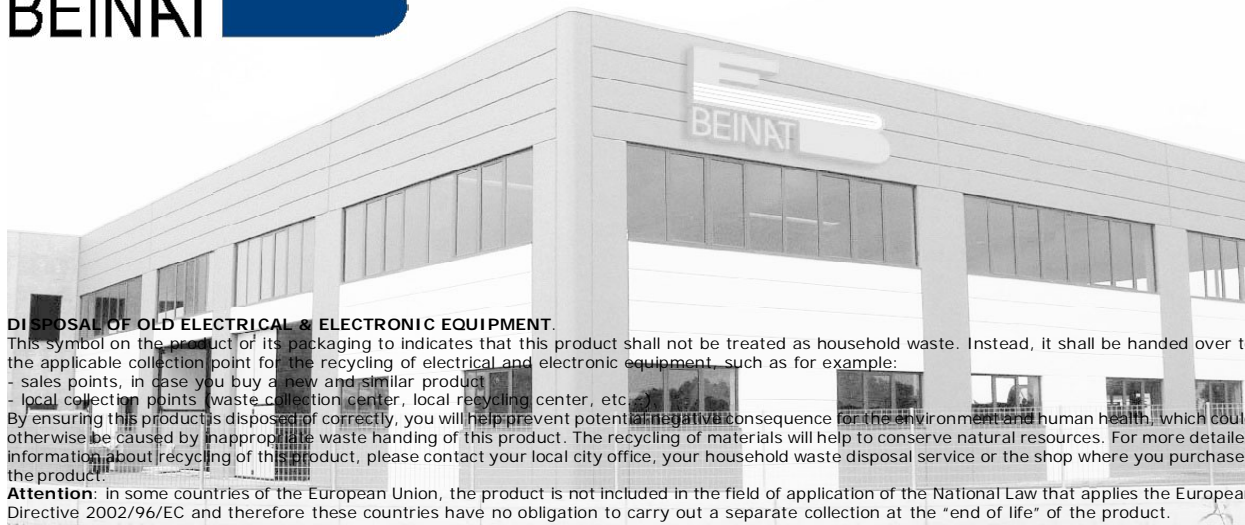 BEINAT
BEINAT
DISPOSAL OF OLD ELECTRICAL & ELECTRONIC EQUIPMENT.
This symbol on the product or its packaging to indicates that this product shall not be treated as household waste. Instead, it shall be handed over t
the applicable collection point for the recycling of electrical and electronic equipment, such as for example:
- sales points, in case you buy a new and similar product
- local collection points (waste collection center, local recycling center, etc...)
By ensuring this product is disposed of correctly, you will help prevent potential negative consequence for the environment and human health, which coul
otherwise be caused by inappropriate waste handing of this product. The recycling of materials will help to conserve natural resources. For more detaile
information about recycling of this product, please contact your local city office, your household waste disposal service or the shop where you purchase
the product.
Attention: in some countries of the European Union, the product is not included in the field of application of the National Law that applies the Europea
Directive 2002/96/EC and therefore these countries have no obligation to carry out a separate collection at the “end of life” of the product.